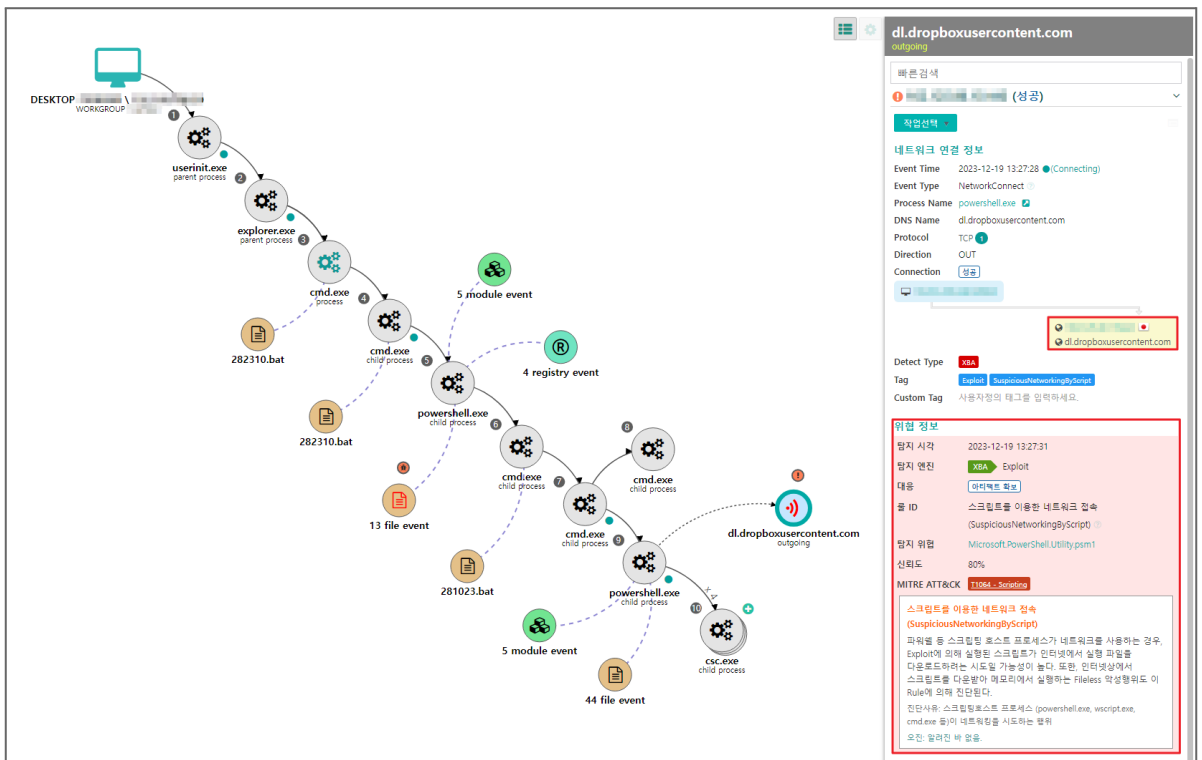 DESKTOP \
WORKGROUP
1
userinit.exe
parent process
2
explorer.exe
parent process
3
cmd.exe
process
4
282310.bat
cmd.exe
child process
5
282310.bat
5 module event
4 registry event
powershell.exe
child process
6
13 file event
cmd.exe
child process
7
281023.bat
8
cmd.exe
child process
cmd.exe
child process
9
dl.dropboxusercontent.com
outgoing
powershell.exe
child process
x 4
10
5 module event
44 file event
csc.exe
child process
dl.dropboxusercontent.com
outgoing
빠른검색
(성공)
작업선택
네트워크 연결 정보
Event Time 2023-12-19 13:27:28 (Connecting)
Event Type NetworkConnect
Process Name powershell.exe
DNS Name dl.dropboxusercontent.com
Protocol TCP 1
Direction OUT
Connection 성공
dl.dropboxusercontent.com
Detect Type XBA
Tag Exploit SuspiciousNetworkingByScript
Custom Tag 사용자정의 태그를 입력하세요.
위협 정보
탐지 시각 2023-12-19 13:27:31
탐지 엔진 XBA Exploit
대응 아티팩트 확보
룰 ID 스크립트를 이용한 네트워크 접속
(SuspiciousNetworkingByScript)
탐지 위협 Microsoft.PowerShell.Utility.psm1
신뢰도 80%
MITRE ATT&CK T1064 - Scripting
스크립트를 이용한 네트워크 접속
(SuspiciousNetworkingByScript)
파워쉘 등 스크립팅 호스트 프로세스가 네트워크를 사용하는 경우,
Exploit에 의해 실행된 스크립트가 인터넷에서 실행 파일을
다운로드하려는 시도일 가능성이 높다. 또한, 인터넷상에서
스크립트를 다운받아 메모리에서 실행하는 Fileless 악성행위도 이
Rule에 의해 진단된다.
진단사유: 스크립팅호스트 프로세스 (powershell.exe, wscript.exe,
cmd.exe 등)이 네트워킹을 시도하는 행위
오진: 알려진 바 없음.